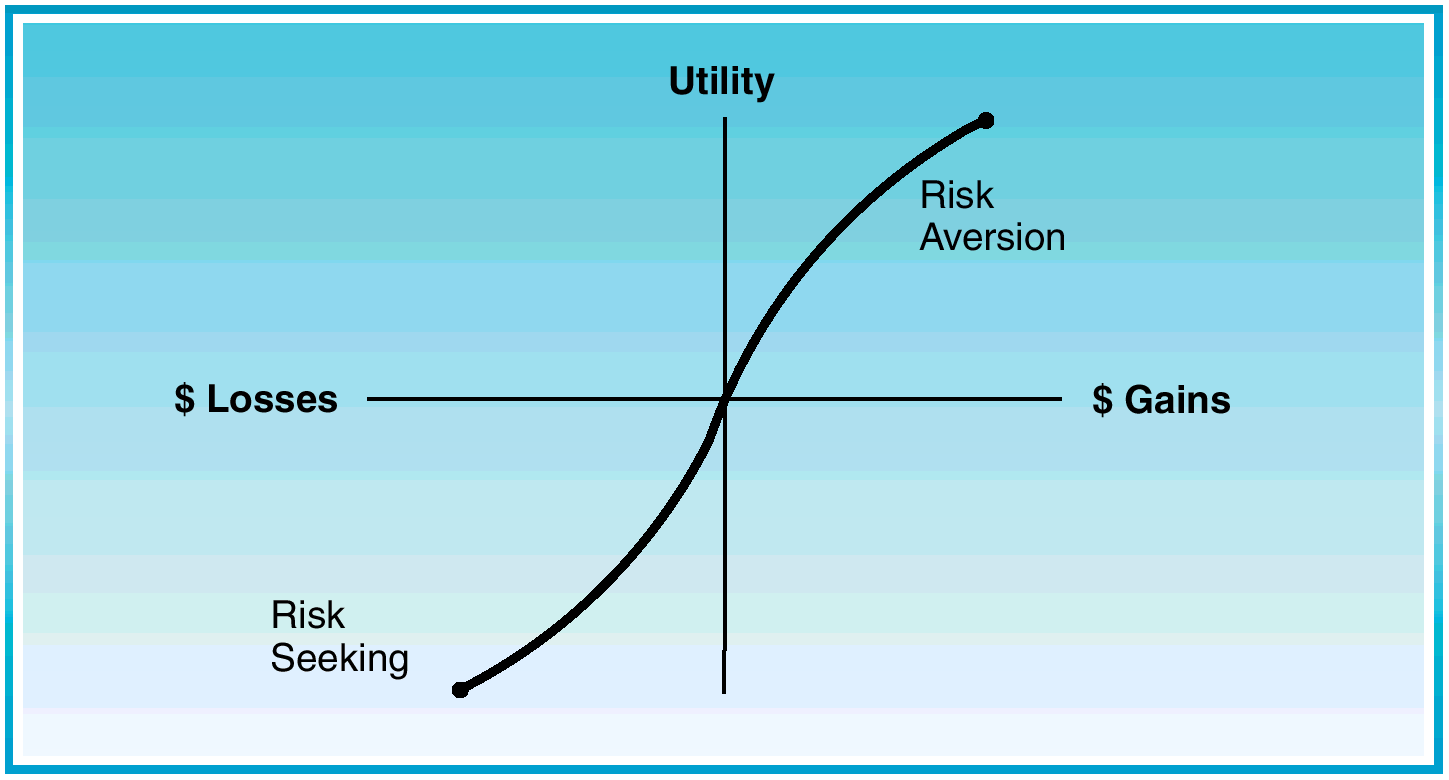 Utility
Risk
Aversion
$ Losses
$ Gains
Risk
Seeking